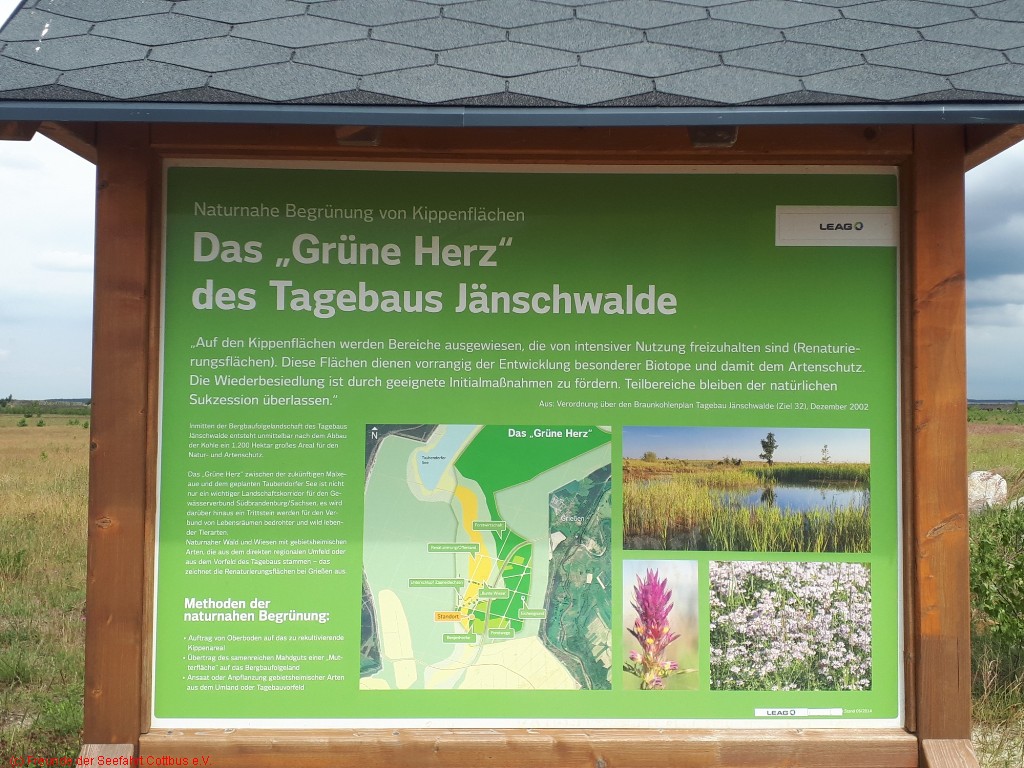 Naturnahe Begrünung von Kippenflächen
LEAG
Das „Grüne Herz“
des Tagebaus Jänschwalde
„Auf den Kippenflächen werden Bereiche ausgewiesen, die von intensiver Nutzung freizuhalten sind (Renaturie-
rungsflächen). Diese Flächen dienen vorrangig der Entwicklung besonderer Biotope und damit dem Artenschutz.
Die Wiederbesiedlung ist durch geeignete Initialmaßnahmen zu fördern. Teilbereiche bleiben der natürlichen
Sukzession überlassen.“
Aus: Verordnung über den Braunkohlenplan Tagebau Jänschwalde (Ziel 32), Dezember 2002
Inmitten der Bergbaufolgelandschaft des Tagebaus
Jänschwalde entsteht unmittelbar nach dem Abbau
der Kohle ein 1.200 Hektar großes Areal für den
Natur- und Artenschutz.
Das „Grüne Herz“ zwischen der zukünftigen Malxe-
aue und dem geplanten Taubendorfer See ist nicht
nur ein wichtiger Landschaftskorridor für den Ge-
wässerverbund Südbrandenburg/Sachsen, es wird
darüber hinaus ein Trittstein werden für den Ver-
bund von Lebensräumen bedrohter und wild leben-
der Tierarten.
Naturnaher Wald und Wiesen mit gebietsheimischen
Arten, die aus dem direkten regionalen Umfeld oder
aus dem Vorfeld des Tagebaus stammen – das
zeichnet die Renaturierungsflächen bei Grießen aus.
Methoden der
naturnahen Begrünung:
• Auftrag von Oberboden auf das zu rekultivierende
Kippenareal
• Übertrag des samenreichen Mahdguts einer „Mut-
terfläche“ auf das Bergbaufolgeland
• Ansaat oder Anpflanzung gebietsheimischer Arten
aus dem Umland oder Tagebauvorfeld
N
Das „Grüne Herz“
Taubendorfer
See
Grießen
„Bunte Wiese“
Standort
LEAG
(c) Freunde der Seefahrt Cottbus e.V.